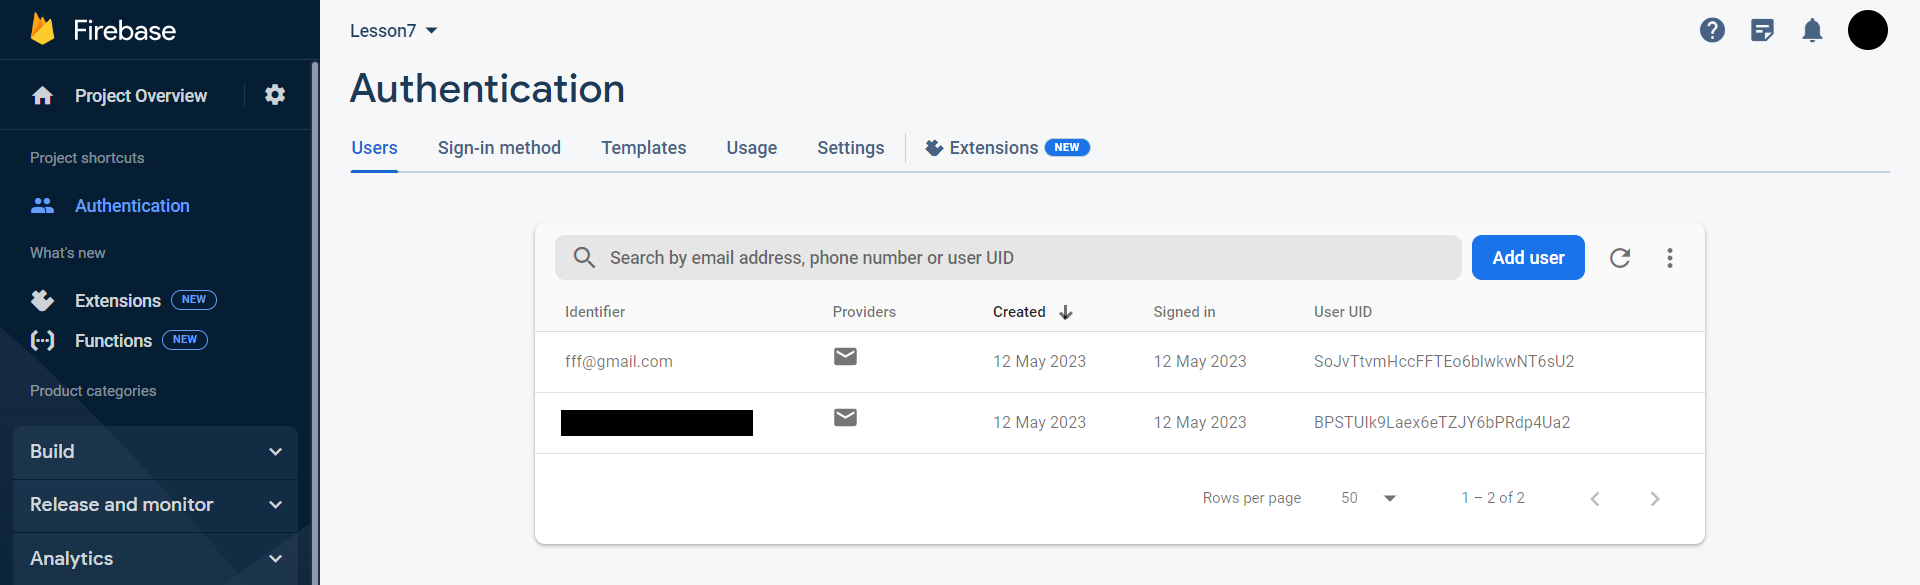 Firebase
Project Overview
Project shortcuts
Authentication
What's new
Extensions NEW
Functions NEW
Product categories
Build
Release and monitor
Analytics
Lesson7
Authentication
Users Sign-in method Templates Usage Settings Extensions NEW
Search by email address, phone number or user UID Add user
Identifier Providers Created Signed in User UID
fff@gmail.com 12 May 2023 12 May 2023 SoJvTtvmHccFFTEo6blwkwNT6sU2
12 May 2023 12 May 2023 BPSTUlk9Laex6eTZJY6bPRdp4Ua2
Rows per page 50 1 – 2 of 2